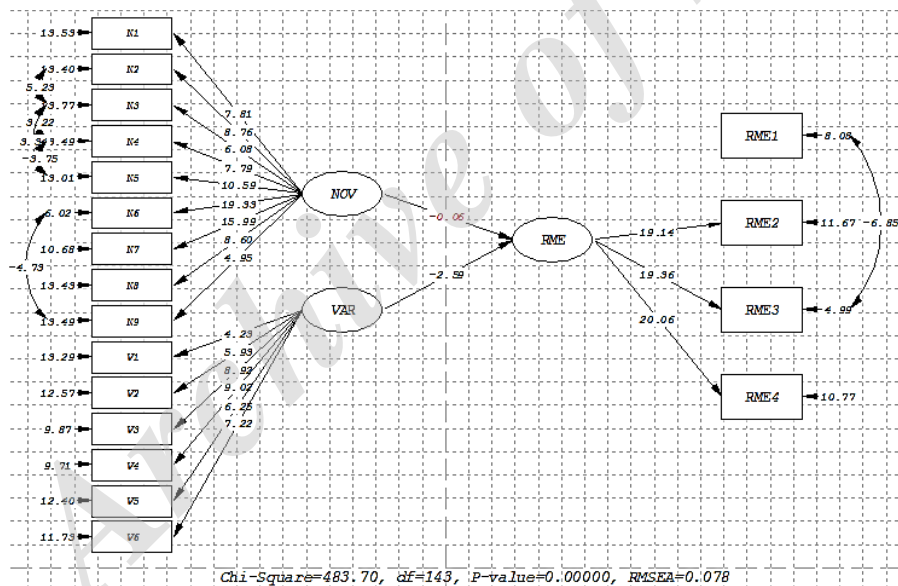 13.53 N1
13.40 N2
5.23
13.77 N3
3.22
3.3 13.49 N4
-3.75
13.01 N5
6.02 N6
10.68 N7
-4.73
13.43 N8
13.49 N9
13.29 V1
12.57 V2
9.87 V3
9.71 V4
12.40 V5
11.73 V6
7.81
8.76
6.08
7.79
10.59
19.33
15.99
8.60
4.95
4.23
5.93
8.92
9.02
6.25
7.22
NOV
VAR
-0.06
-2.59
RME
19.14
19.36
20.06
RME1 8.08
RME2 11.67
-6.85
RME3 4.99
RME4 10.77
Chi-Square=483.70, df=143, P-value=0.00000, RMSEA=0.078
Archive of